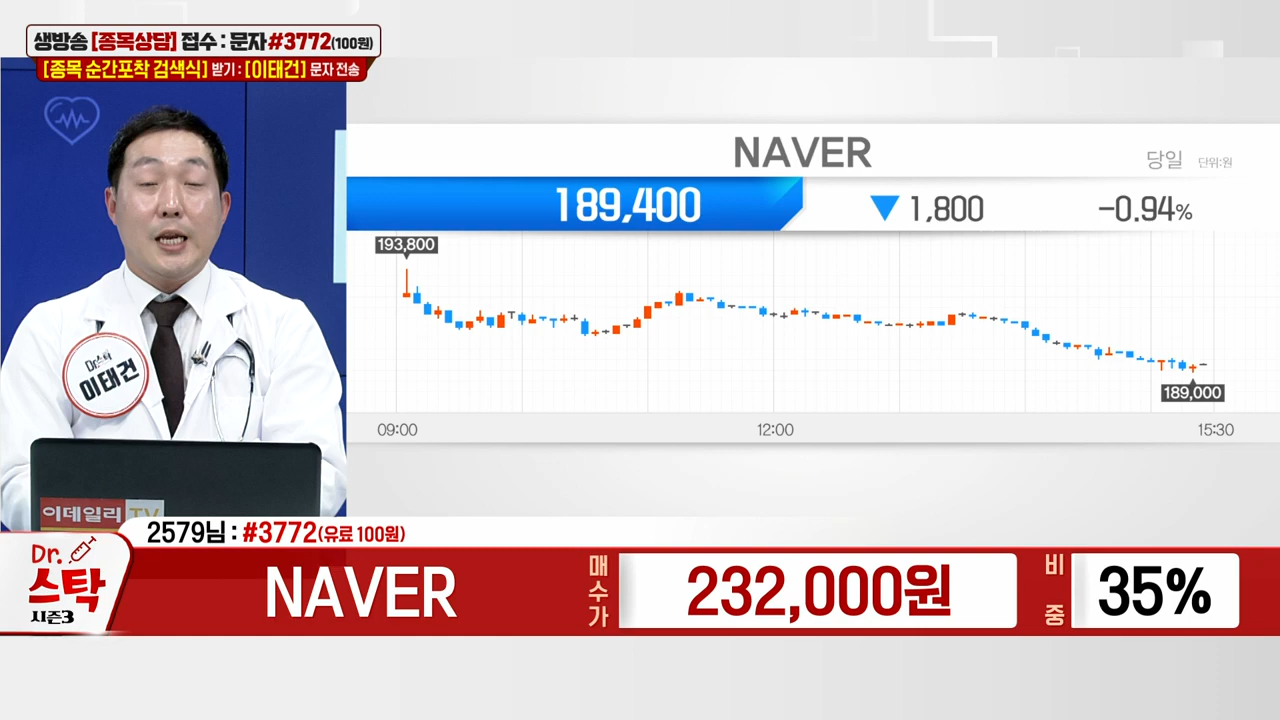 생방송 [종목상담] 접수 : 문자#3772(100원)
[종목 순간포착 검색식] 받기 : [이태건] 문자 전송
NAVER
당일 단위:원
189,400 ▼ 1,800 -0.94%
193,800
189,000
09:00 12:00 15:30
Dr.스탁
이태건
이데일리 TV
2579님 : #3772(유료 100원)
Dr.
스탁
시즌3
NAVER 매수가 232,000원 비중 35%